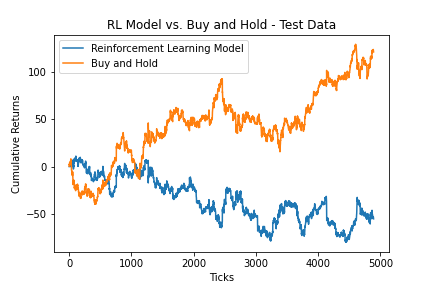 RL Model vs. Buy and Hold - Test Data
Reinforcement Learning Model
Buy and Hold
Cumulative Returns
100
50
0
−50
0
1000
2000
3000
4000
5000
Ticks